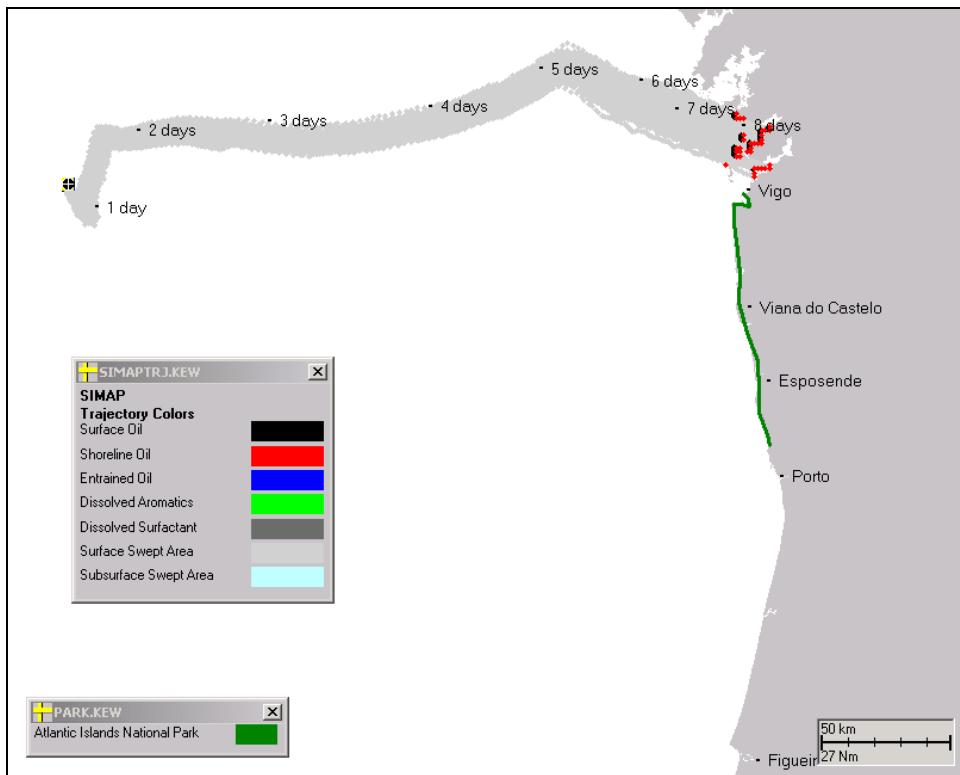 5 days
6 days
4 days
7 days
3 days
8 days
2 days
Vigo
1 day
Viana do Castelo
SIMAPTRJ.KEW
SIMAP
Trajectory Colors
Surface Oil
Shoreline Oil
Entrained Oil
Dissolved Aromatics
Dissolved Surfactant
Surface Swept Area
Subsurface Swept Area
Esposende
Porto
PARK.KEW
Atlantic Islands National Park
50 km
27 Nm
Figueir